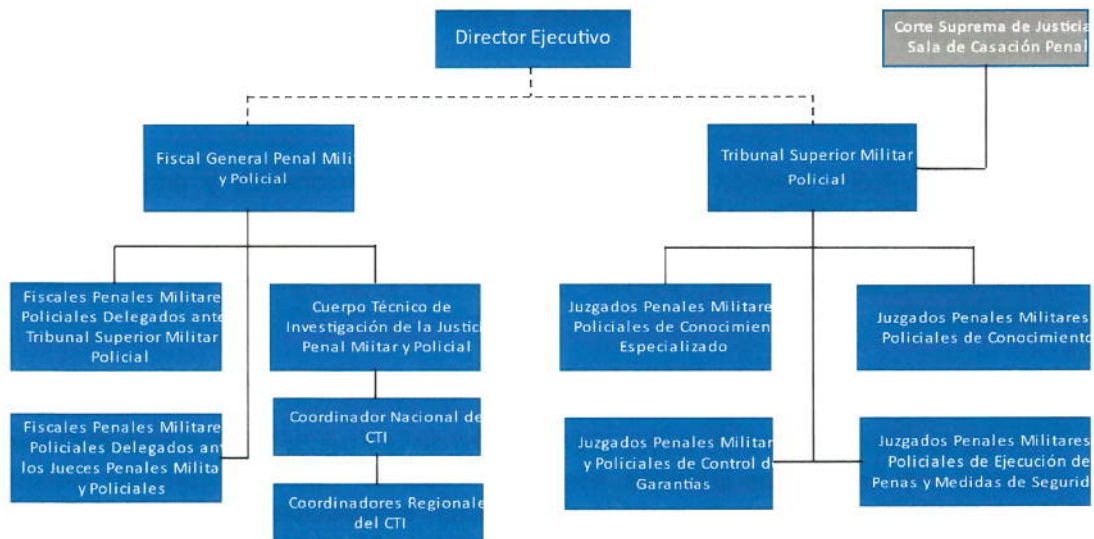 Director Ejecutivo
Corte Suprema de Justicia
Sala de Casación Penal
Fiscal General Penal Milit
y Policial
Tribunal Superior Militar
Policial
Fiscales Penales Militare
Policiales Delegados ante
Tribunal Superior Militar
Policial
Cuerpo Técnico de
Investigación de la Justici
Penal Miitar y Policial
Juzgados Penales Militare
Policiales de Conocimien
Especializado
Juzgados Penales Militares
Policiales de Conocimiento
Fiscales Penales Militare
Policiales Delegados an
los Jueces Penales Milita
y Policiales
Coordinador Nacional de
CTI
Juzgados Penales Militar
y Policiales de Control d
Garantías
Juzgados Penales Militares
Policiales de Ejecución de
Penas y Medidas de Segurid
Coordinadores Regionale
del CTI